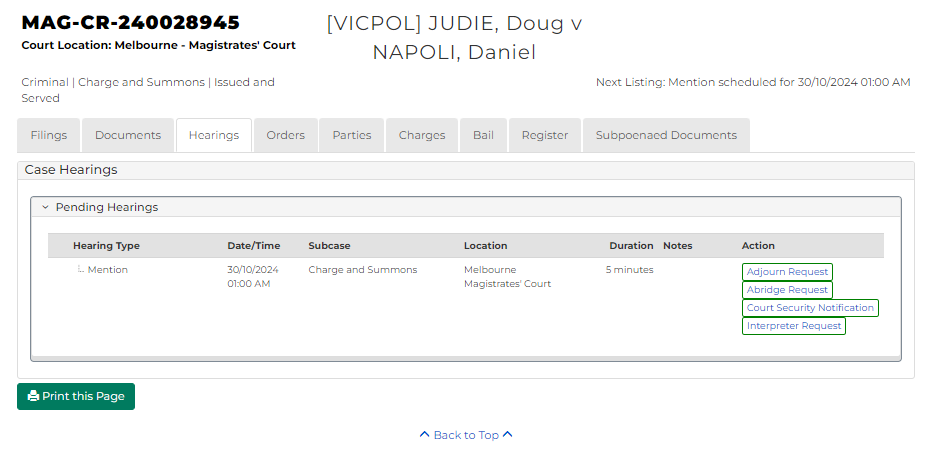 MAG-CR-240028945
Court Location: Melbourne - Magistrates' Court
[VICPOL] JUDIE, Doug v
NAPOLI, Daniel
Criminal | Charge and Summons | Issued and
Served
Next Listing: Mention scheduled for 30/10/2024 01:00 AM
Filings Documents Hearings Orders Parties Charges Bail Register Subpoenaed Documents
Case Hearings
Pending Hearings
Hearing Type Date/Time Subcase Location Duration Notes Action
Mention 30/10/2024 Charge and Summons Melbourne 5 minutes Adjourn Request
01:00 AM Magistrates' Court Abridge Request
Court Security Notification
Interpreter Request
Print this Page
Back to Top